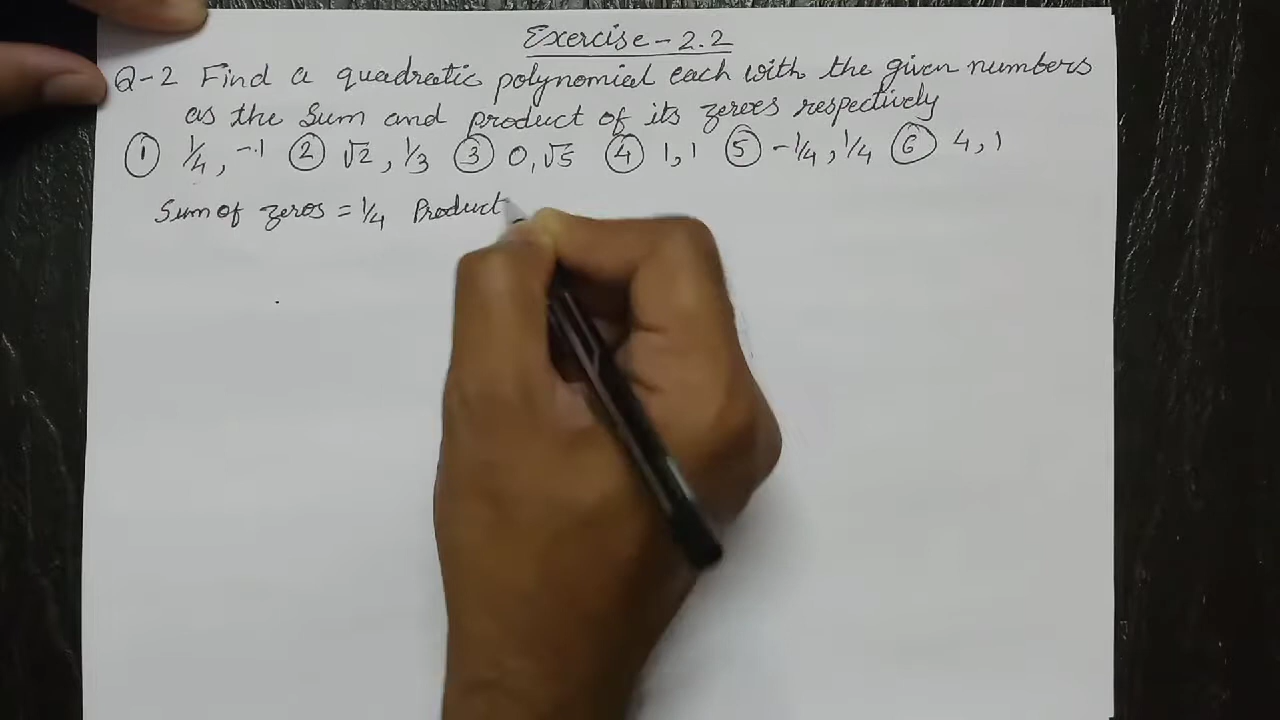 Exercise - 2.2
Q-2 Find a quadratic polynomial each with the given numbers
as the Sum and product of its zeroes respectively
① 1/4, -1 ② √2, 1/3 ③ 0, √5 ④ 1, 1 ⑤ -1/4, 1/4 ⑥ 4, 1
Sum of zeros = 1/4 Product